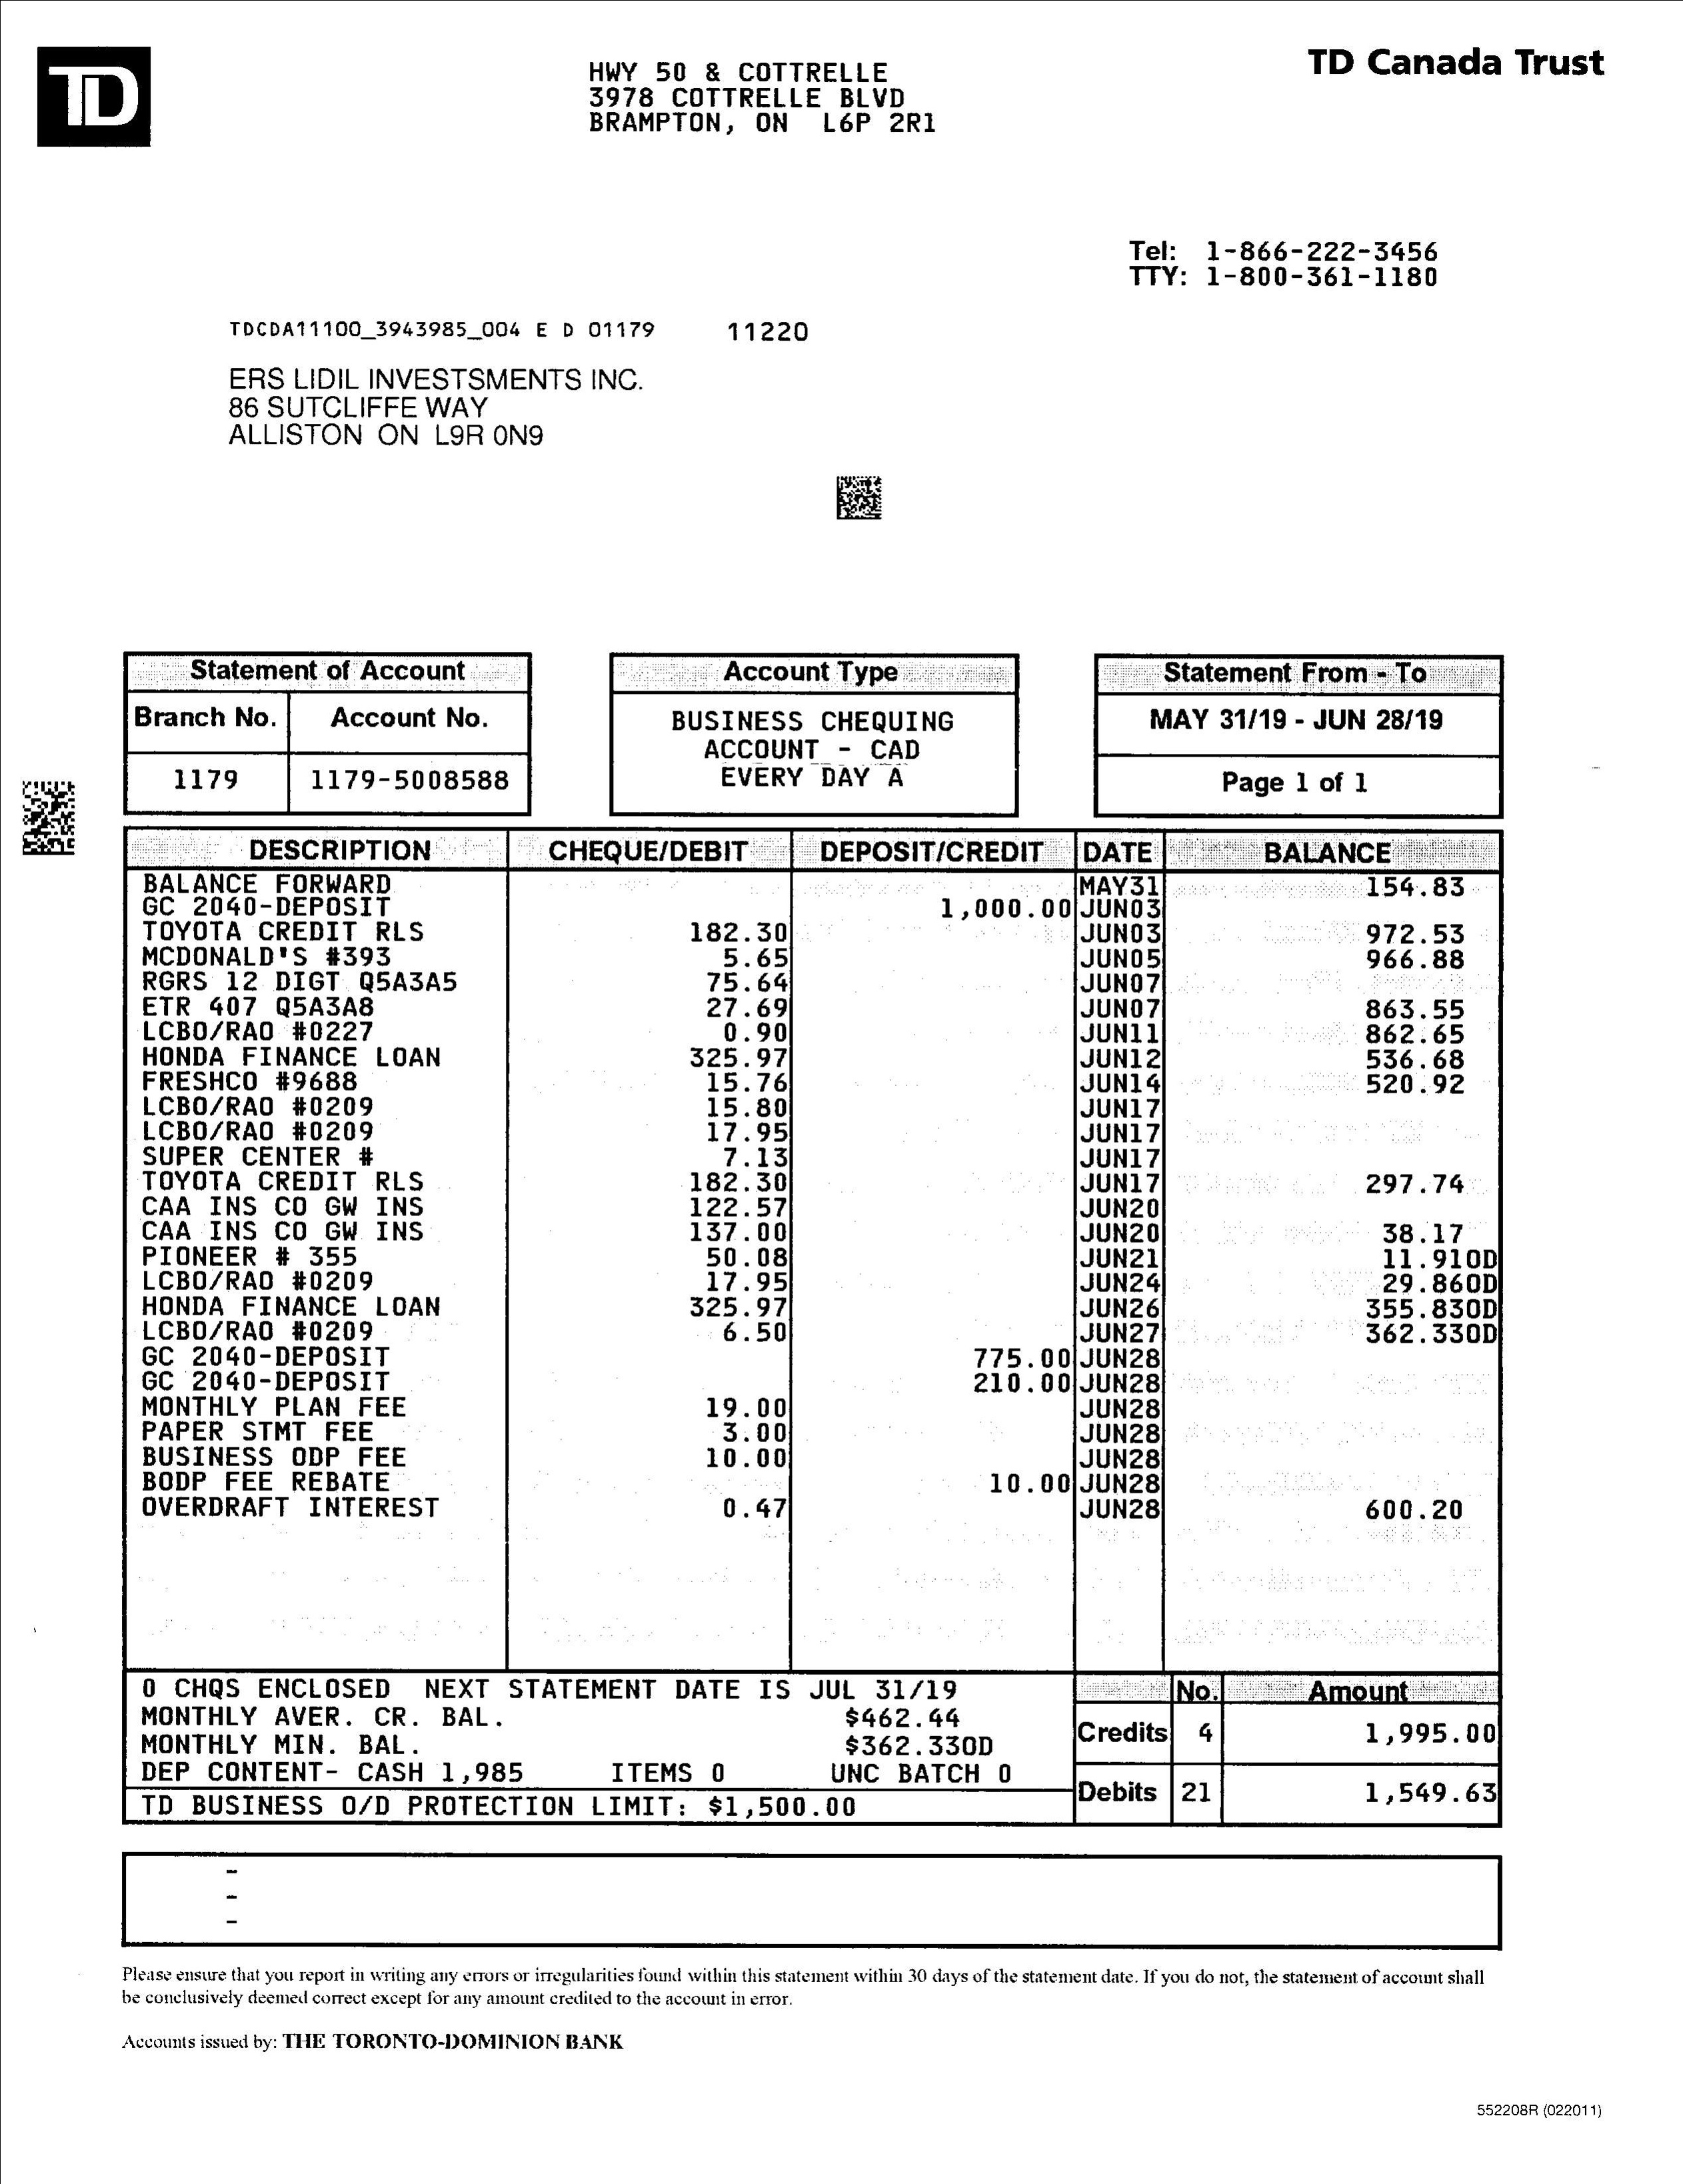 TD
TD Canada Trust
HWY 50 & COTTRELLE
3978 COTTRELLE BLVD
BRAMPTON, ON L6P 2R1
Tel: 1-866-222-3456
TTY: 1-800-361-1180
TDCDA11100_3943985_004 E D 01179 11220
ERS LIDIL INVESTSMENTS INC.
86 SUTCLIFFE WAY
ALLISTON ON L9R 0N9
Statement of Account
Branch No. Account No.
1179 1179-5008588
Account Type
BUSINESS CHEQUING
ACCOUNT - CAD
EVERY DAY A
Statement From - To
MAY 31/19 - JUN 28/19
Page 1 of 1
DESCRIPTION CHEQUE/DEBIT DEPOSIT/CREDIT DATE BALANCE
BALANCE FORWARD MAY31 154.83
GC 2040-DEPOSIT 1,000.00 JUN03
TOYOTA CREDIT RLS 182.30 JUN03 972.53
MCDONALD'S #393 5.65 JUN05 966.88
RGRS 12 DIGT Q5A3A5 75.64 JUN07
ETR 407 Q5A3A8 27.69 JUN07 863.55
LCBO/RAO #0227 0.90 JUN11 862.65
HONDA FINANCE LOAN 325.97 JUN12 536.68
FRESHCO #9688 15.76 JUN14 520.92
LCBO/RAO #0209 15.80 JUN17
LCBO/RAO #0209 17.95 JUN17
SUPER CENTER # 7.13 JUN17
TOYOTA CREDIT RLS 182.30 JUN17 297.74
CAA INS CO GW INS 122.57 JUN20
CAA INS CO GW INS 137.00 JUN20 38.17
PIONEER # 355 50.08 JUN21 11.91OD
LCBO/RAO #0209 17.95 JUN24 29.86OD
HONDA FINANCE LOAN 325.97 JUN26 355.83OD
LCBO/RAO #0209 6.50 JUN27 362.33OD
GC 2040-DEPOSIT 775.00 JUN28
GC 2040-DEPOSIT 210.00 JUN28
MONTHLY PLAN FEE 19.00 JUN28
PAPER STMT FEE 3.00 JUN28
BUSINESS ODP FEE 10.00 JUN28
BODP FEE REBATE 10.00 JUN28
OVERDRAFT INTEREST 0.47 JUN28 600.20
0 CHQS ENCLOSED NEXT STATEMENT DATE IS JUL 31/19
MONTHLY AVER. CR. BAL. $462.44
MONTHLY MIN. BAL. $362.33OD
DEP CONTENT- CASH 1,985 ITEMS 0 UNC BATCH 0
TD BUSINESS O/D PROTECTION LIMIT: $1,500.00
No. Amount
Credits 4 1,995.00
Debits 21 1,549.63
-
-
-
Please ensure that you report in writing any errors or irregularities found within this statement within 30 days of the statement date. If you do not, the statement of account shall
be conclusively deemed correct except for any amount credited to the account in error.
Accounts issued by: THE TORONTO-DOMINION BANK
552208R (022011)